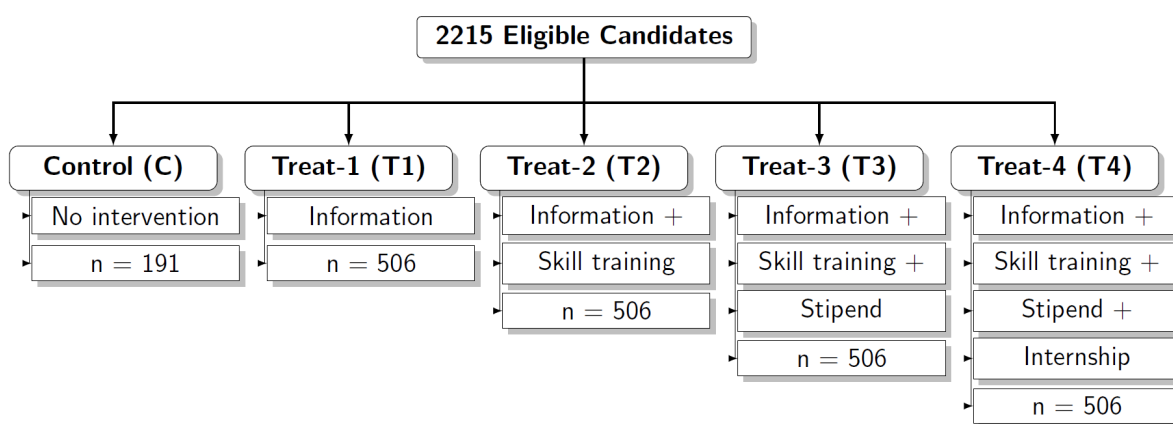 2215 Eligible Candidates
Control (C)
No intervention
n = 191
Treat-1 (T1)
Information
n = 506
Treat-2 (T2)
Information +
Skill training
n = 506
Treat-3 (T3)
Information +
Skill training +
Stipend
n = 506
Treat-4 (T4)
Information +
Skill training +
Stipend +
Internship
n = 506